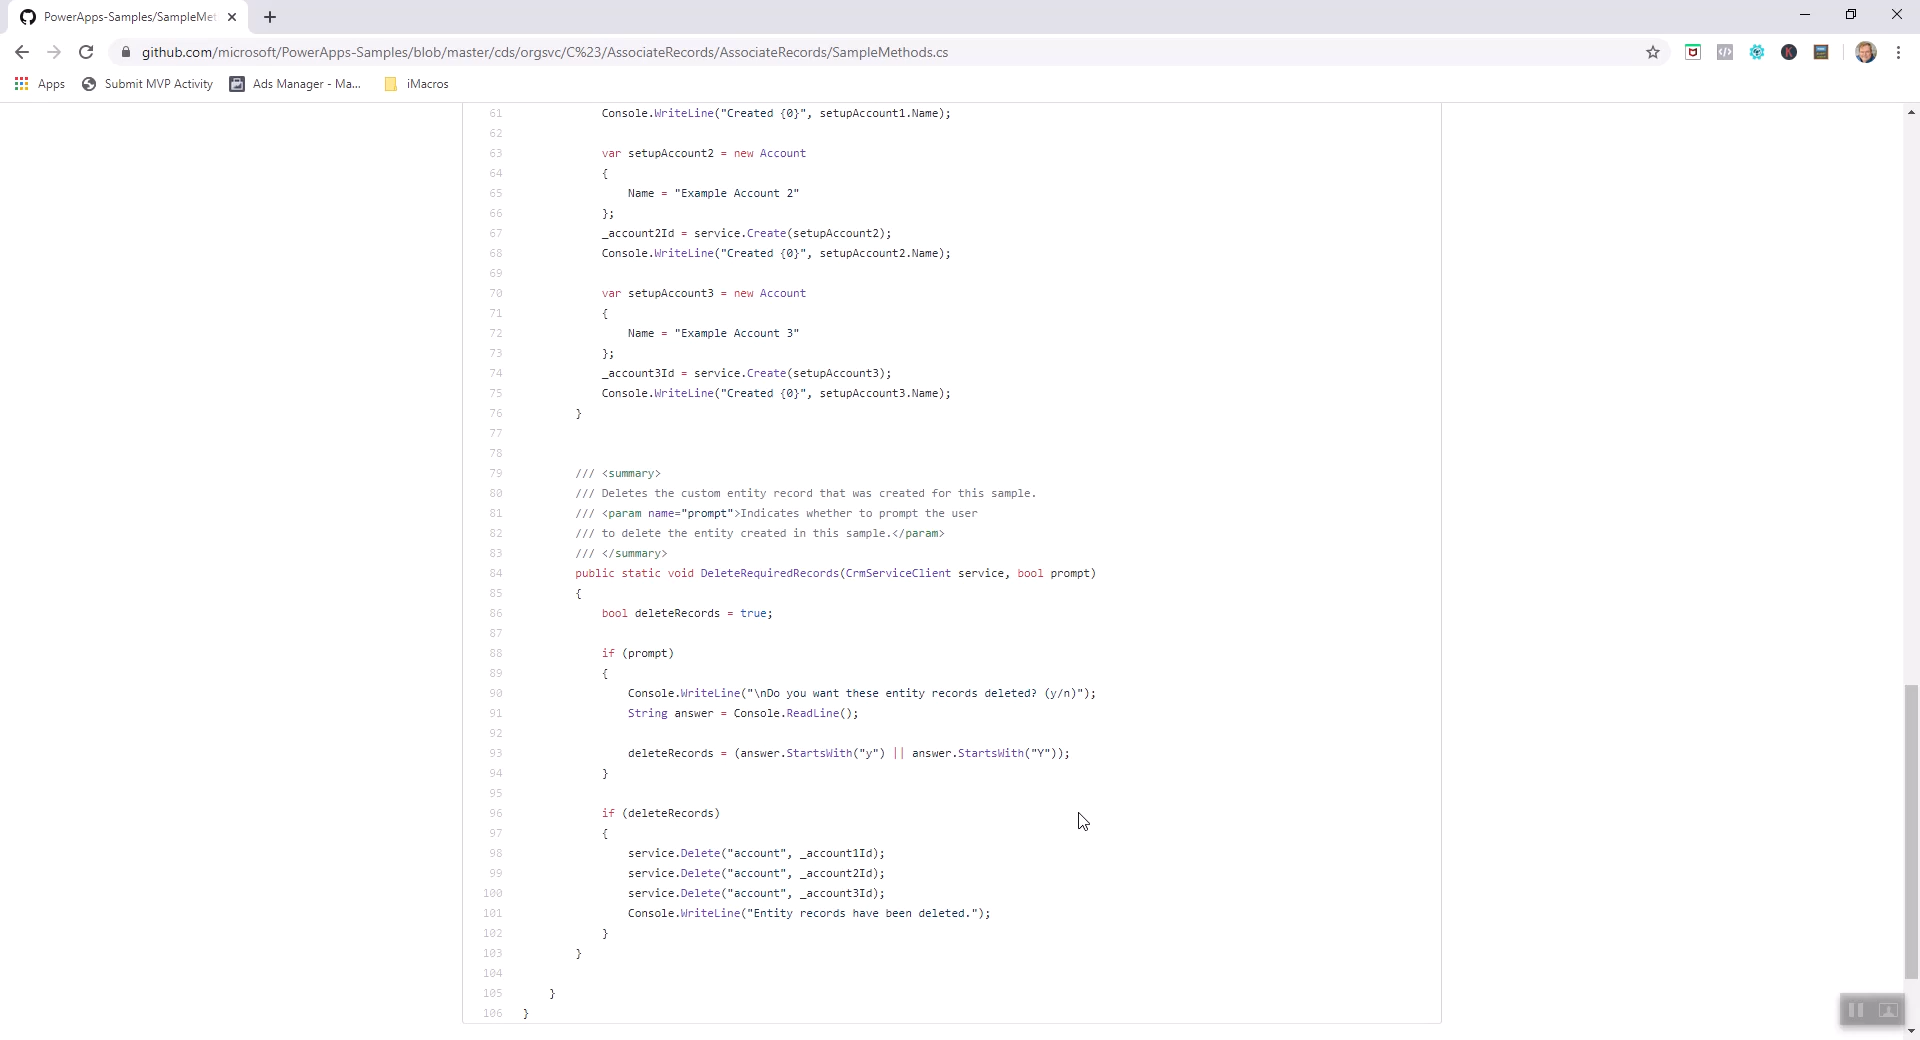 PowerApps-Samples/SampleMet
github.com/microsoft/PowerApps-Samples/blob/master/cds/orgsvc/C%23/AssociateRecords/AssociateRecords/SampleMethods.cs
Apps Submit MVP Activity Ads Manager - Ma... iMacros
61 Console.WriteLine("Created {0}", setupAccount1.Name);
62
63 var setupAccount2 = new Account
64 {
65 Name = "Example Account 2"
66 };
67 _account2Id = service.Create(setupAccount2);
68 Console.WriteLine("Created {0}", setupAccount2.Name);
69
70 var setupAccount3 = new Account
71 {
72 Name = "Example Account 3"
73 };
74 _account3Id = service.Create(setupAccount3);
75 Console.WriteLine("Created {0}", setupAccount3.Name);
76 }
77
78
79 /// <summary>
80 /// Deletes the custom entity record that was created for this sample.
81 /// <param name="prompt">Indicates whether to prompt the user
82 /// to delete the entity created in this sample.</param>
83 /// </summary>
84 public static void DeleteRequiredRecords(CrmServiceClient service, bool prompt)
85 {
86 bool deleteRecords = true;
87
88 if (prompt)
89 {
90 Console.WriteLine("\nDo you want these entity records deleted? (y/n)");
91 String answer = Console.ReadLine();
92
93 deleteRecords = (answer.StartsWith("y") || answer.StartsWith("Y"));
94 }
95
96 if (deleteRecords)
97 {
98 service.Delete("account", _account1Id);
99 service.Delete("account", _account2Id);
100 service.Delete("account", _account3Id);
101 Console.WriteLine("Entity records have been deleted.");
102 }
103 }
104
105 }
106 }